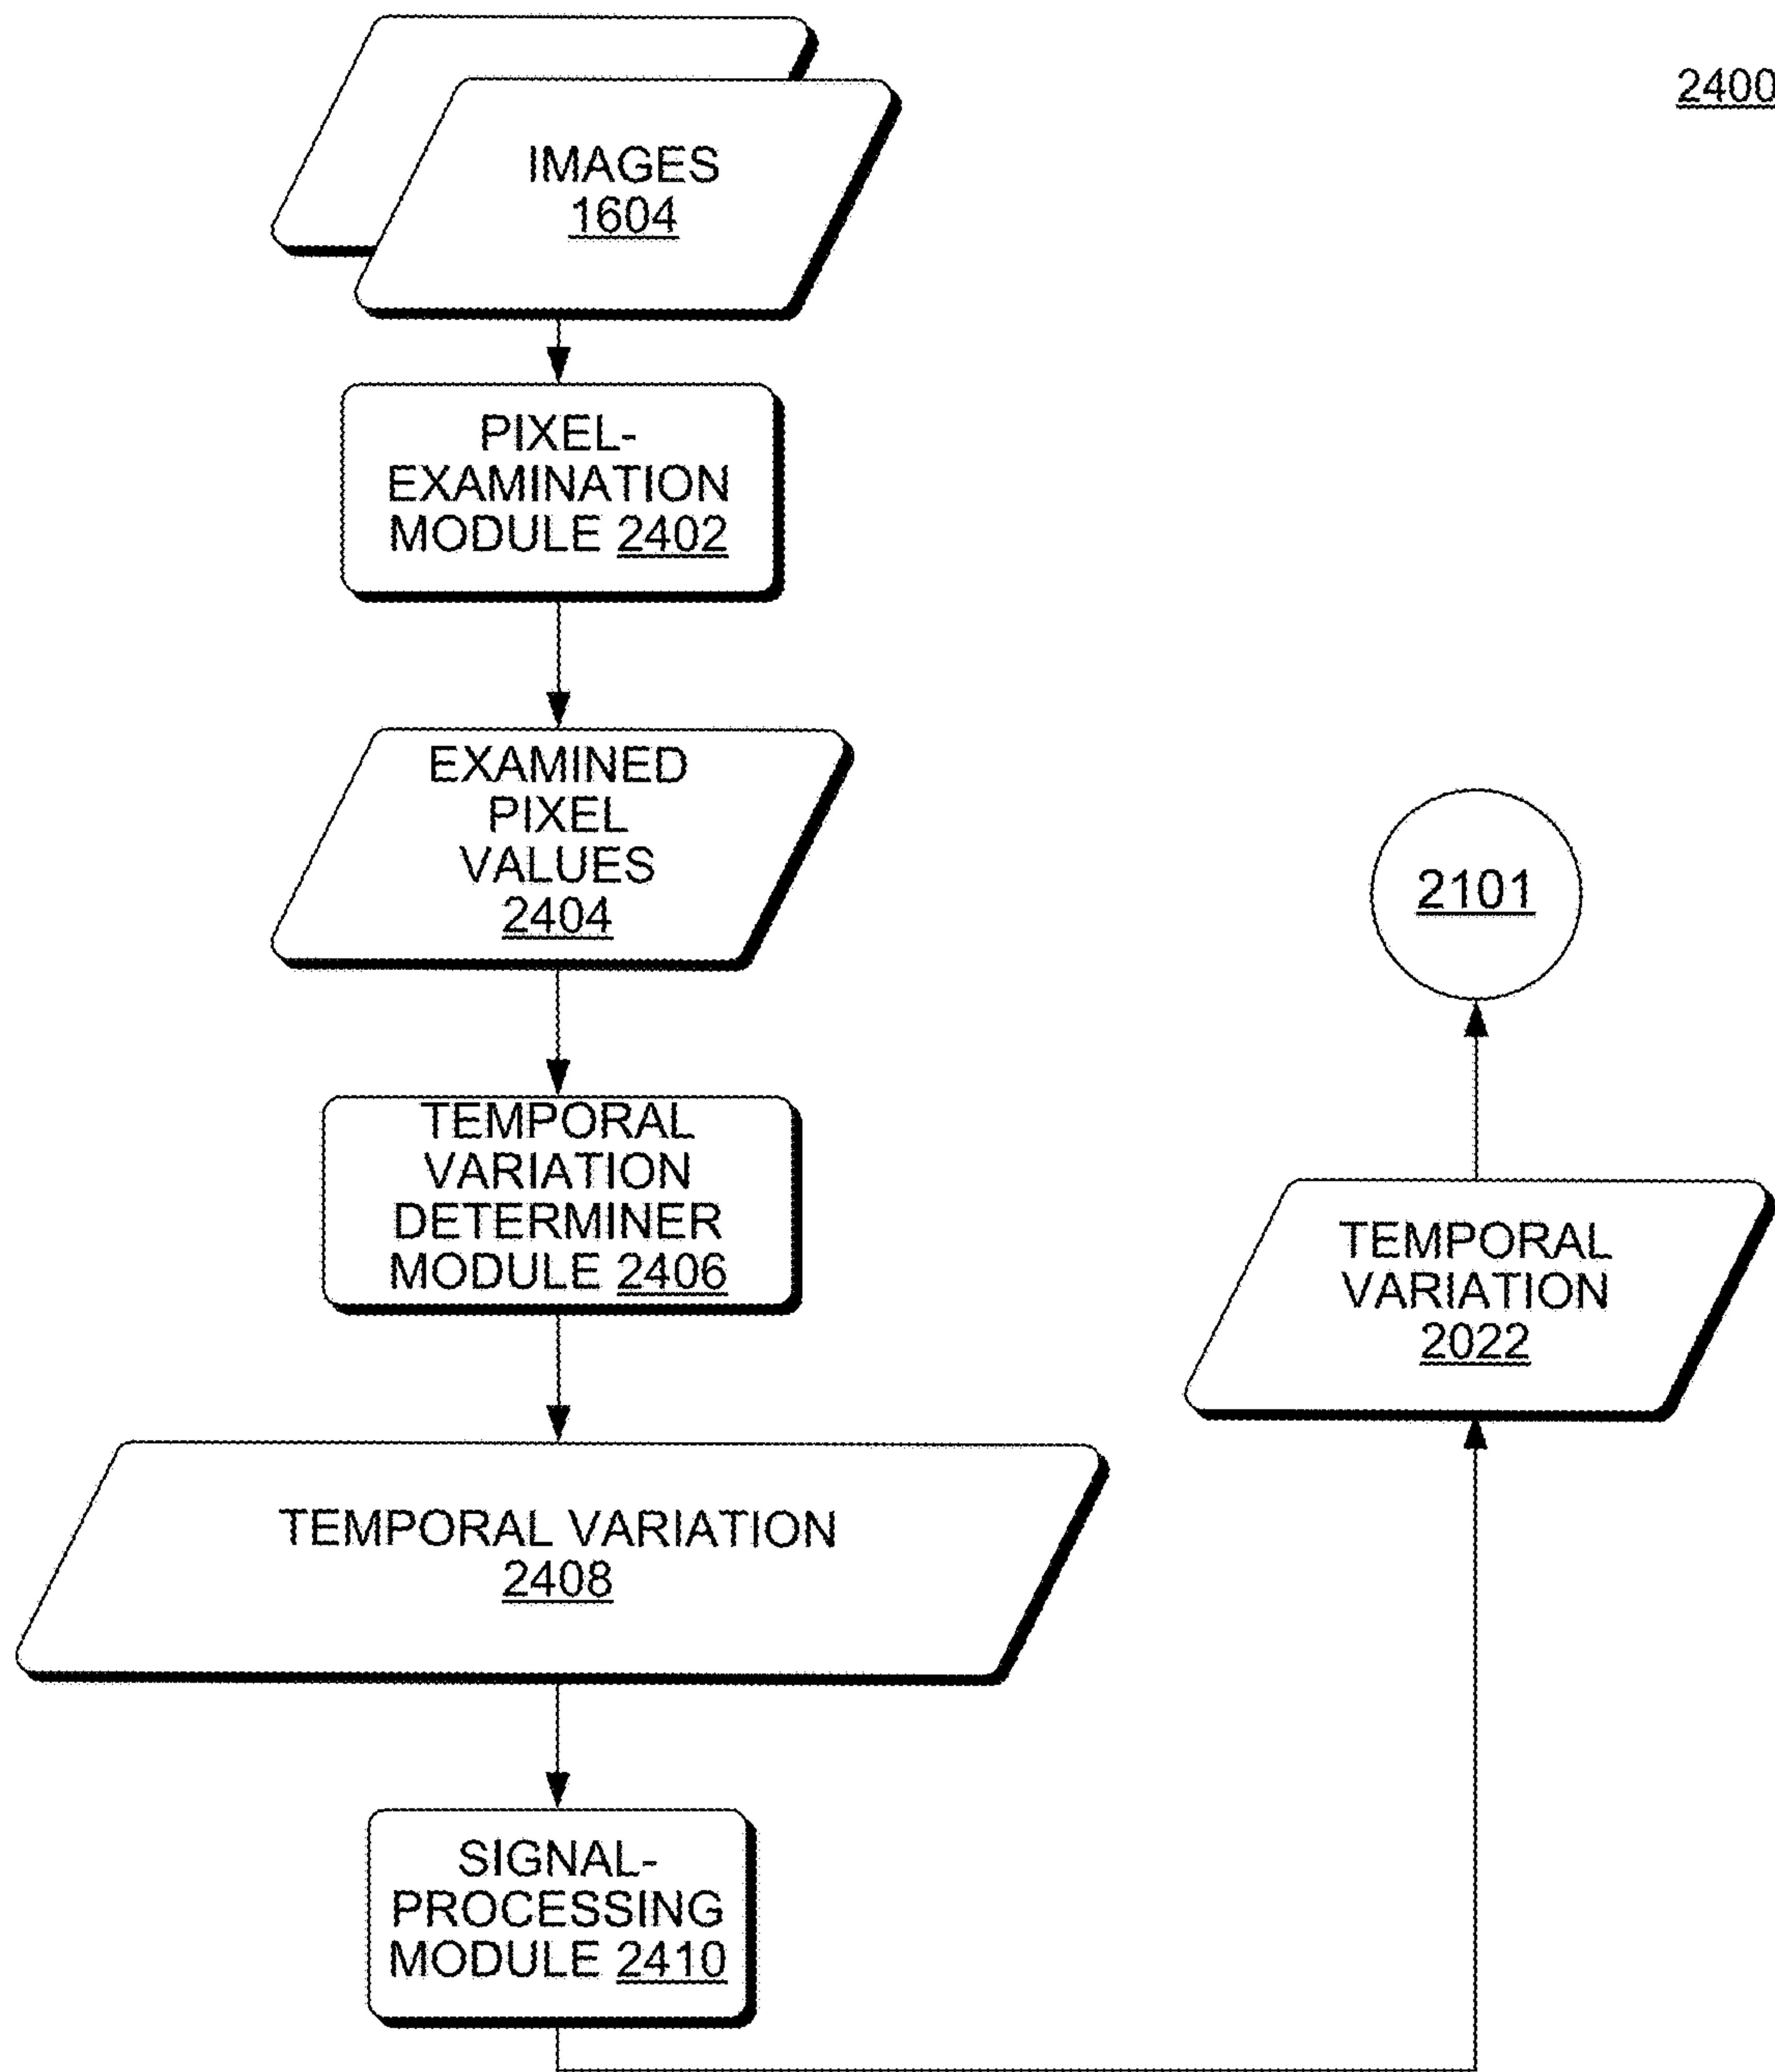 2400
IMAGES
1604
PIXEL-
EXAMINATION
MODULE 2402
EXAMINED
PIXEL
VALUES
2404
TEMPORAL
VARIATION
DETERMINER
MODULE 2406
TEMPORAL VARIATION
2408
SIGNAL-
PROCESSING
MODULE 2410
TEMPORAL
VARIATION
2022
2101